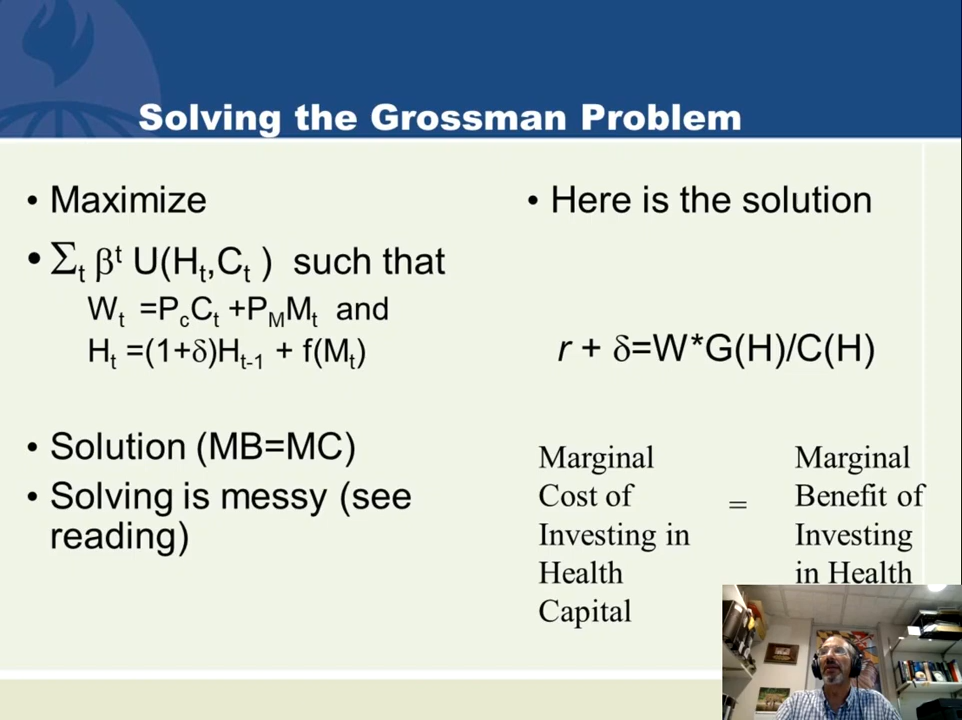 Solving the Grossman Problem
• Maximize
• Σt βt U(Ht,Ct ) such that
Wt =PcCt +PMMt and
Ht =(1+δ)Ht-1 + f(Mt)
• Solution (MB=MC)
• Solving is messy (see
reading)
• Here is the solution
r + δ=W*G(H)/C(H)
Marginal
Cost of
Investing in
Health
Capital
=
Marginal
Benefit of
Investing
in Health